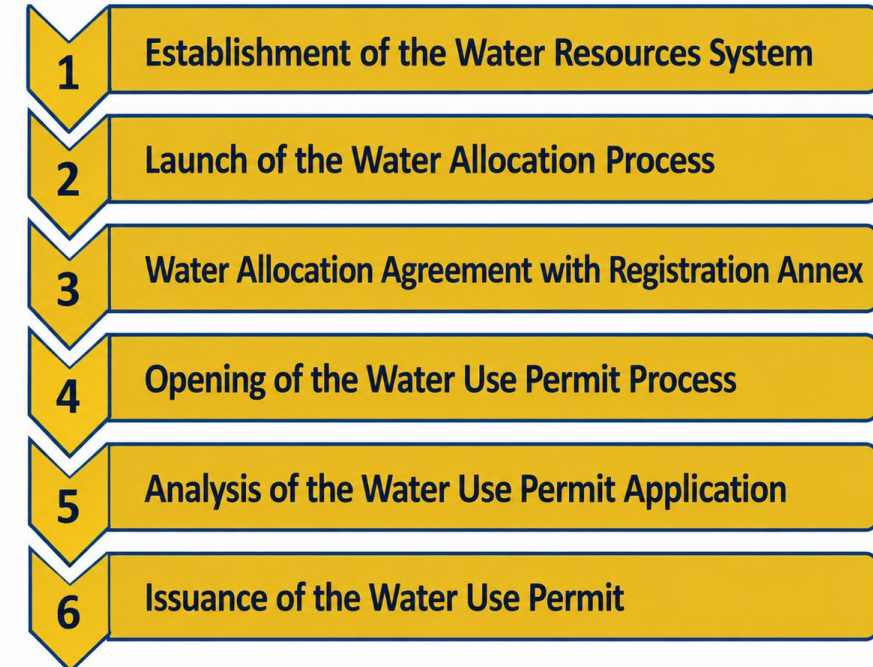 1 Establishment of the Water Resources System
2 Launch of the Water Allocation Process
3 Water Allocation Agreement with Registration Annex
4 Opening of the Water Use Permit Process
5 Analysis of the Water Use Permit Application
6 Issuance of the Water Use Permit